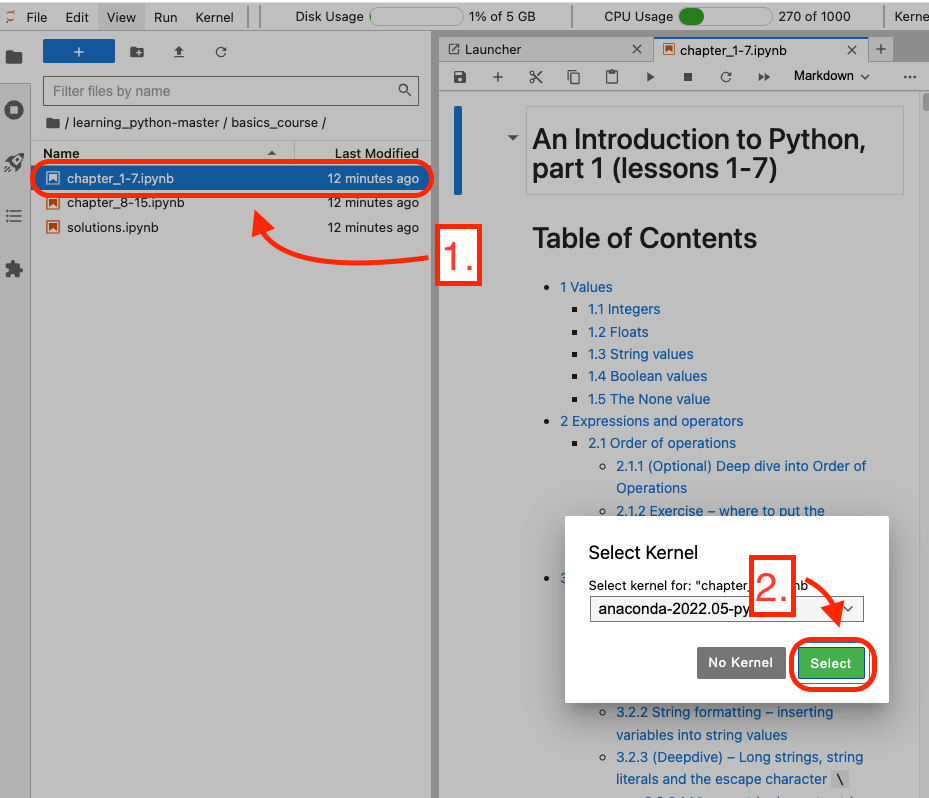 File Edit View Run Kernel Disk Usage 1% of 5 GB CPU Usage 270 of 1000 Kerne
+
Filter files by name
/ learning_python-master / basics_course /
Name Last Modified
chapter_1-7.ipynb 12 minutes ago
chapter_8-15.ipynb 12 minutes ago
solutions.ipynb 12 minutes ago
1.
Launcher × chapter_1-7.ipynb × +
Markdown
An Introduction to Python,
part 1 (lessons 1-7)
Table of Contents
1 Values
1.1 Integers
1.2 Floats
1.3 String values
1.4 Boolean values
1.5 The None value
2 Expressions and operators
2.1 Order of operations
2.1.1 (Optional) Deep dive into Order of
Operations
2.1.2 Exercise – where to put the
3
Select Kernel
Select kernel for: "chapter_ nb
2.
anaconda-2022.05-py
No Kernel Select
3.2.2 String formatting – inserting
variables into string values
3.2.3 (Deepdive) – Long strings, string
literals and the escape character \